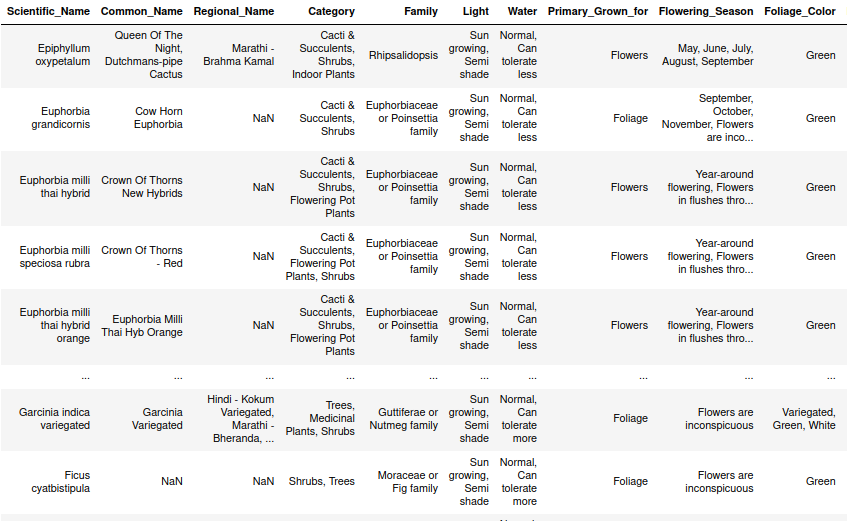 Scientific_Name Common_Name Regional_Name Category Family Light Water Primary_Grown_for Flowering_Season Foliage_Color
Epiphyllum oxypetalum Queen Of The Night, Dutchmans-pipe Cactus Marathi - Brahma Kamal Cacti & Succulents, Shrubs, Indoor Plants Rhipsalidopsis Sun growing, Semi shade Normal, Can tolerate less Flowers May, June, July, August, September Green
Euphorbia grandicornis Cow Horn Euphorbia NaN Cacti & Succulents, Shrubs Euphorbiaceae or Poinsettia family Sun growing, Semi shade Normal, Can tolerate less Foliage September, October, November, Flowers are inco... Green
Euphorbia milli thai hybrid Crown Of Thorns New Hybrids NaN Cacti & Succulents, Shrubs, Flowering Pot Plants Euphorbiaceae or Poinsettia family Sun growing, Semi shade Normal, Can tolerate less Flowers Year-around flowering, Flowers in flushes thro... Green
Euphorbia milli speciosa rubra Crown Of Thorns - Red NaN Cacti & Succulents, Flowering Pot Plants, Shrubs Euphorbiaceae or Poinsettia family Sun growing, Semi shade Normal, Can tolerate less Flowers Year-around flowering, Flowers in flushes thro... Green
Euphorbia milli thai hybrid orange Euphorbia Milli Thai Hyb Orange NaN Cacti & Succulents, Shrubs, Flowering Pot Plants Euphorbiaceae or Poinsettia family Sun growing, Semi shade Normal, Can tolerate less Flowers Year-around flowering, Flowers in flushes thro... Green
... ... ... ... ... ... ... ... ... ...
Garcinia indica variegated Garcinia Variegated Hindi - Kokum Variegated, Marathi - Bheranda, ... Trees, Medicinal Plants, Shrubs Guttiferae or Nutmeg family Sun growing, Semi shade Normal, Can tolerate more Foliage Flowers are inconspicuous Variegated, Green, White
Ficus cyatbistipula NaN NaN Shrubs, Trees Moraceae or Fig family Sun growing, Semi shade Normal, Can tolerate more Foliage Flowers are inconspicuous Green